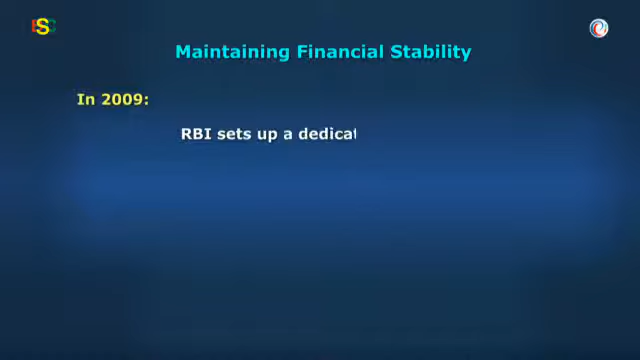 Maintaining Financial Stability
In 2009:
RBI sets up a dedicat